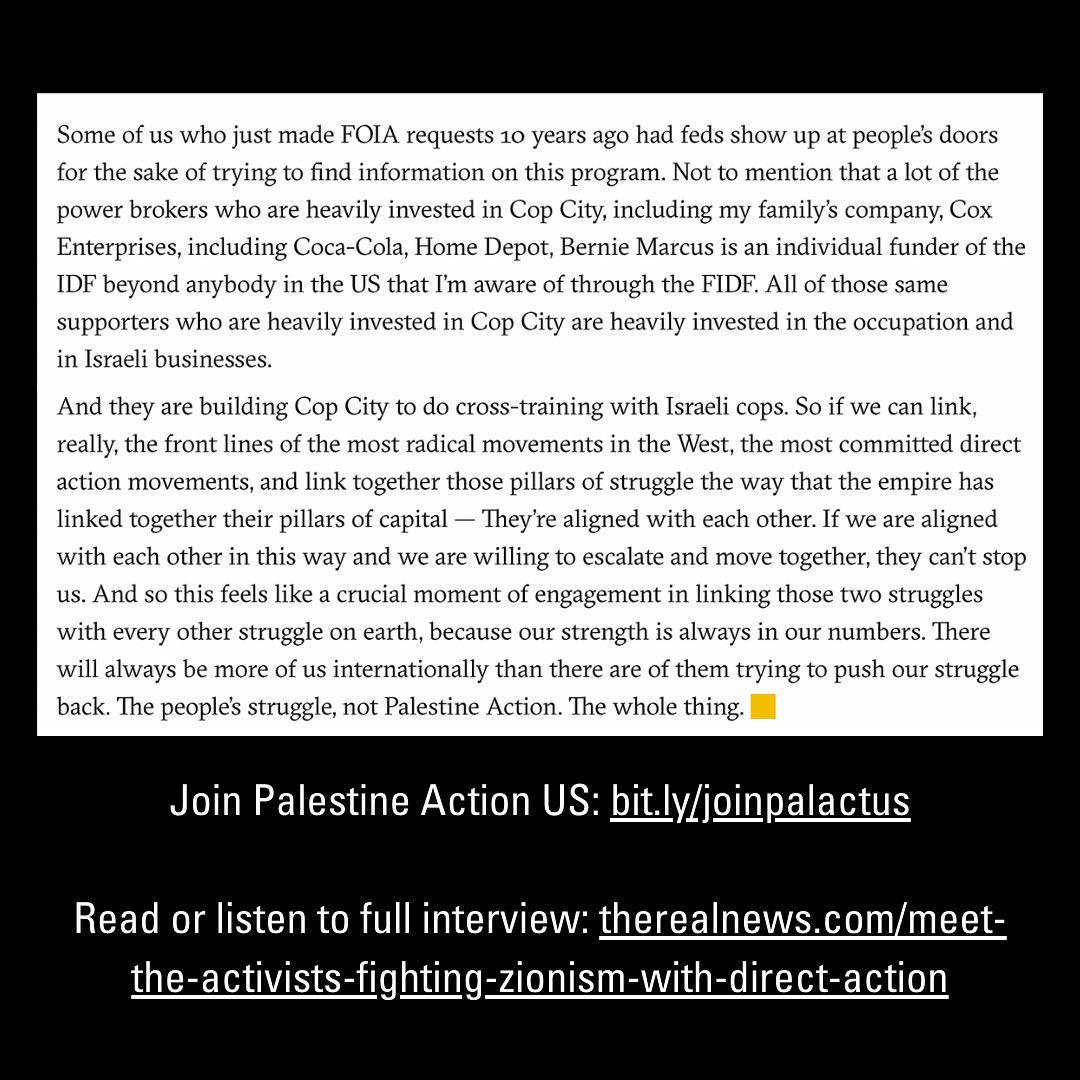 Some of us who just made FOIA requests 10 years ago had feds show up at people's doors
for the sake of trying to find information on this program. Not to mention that a lot of the
power brokers who are heavily invested in Cop City, including my family's company, Cox
Enterprises, including Coca-Cola, Home Depot, Bernie Marcus is an individual funder of the
IDF beyond anybody in the US that I'm aware of through the FIDF. All of those same
supporters who are heavily invested in Cop City are heavily invested in the occupation and
in Israeli businesses.
And they are building Cop City to do cross-training with Israeli cops. So if we can link,
really, the front lines of the most radical movements in the West, the most committed direct
action movements, and link together those pillars of struggle the way that the empire has
linked together their pillars of capital — They're aligned with each other. If we are aligned
with each other in this way and we are willing to escalate and move together, they can't stop
us. And so this feels like a crucial moment of engagement in linking those two struggles
with every other struggle on earth, because our strength is always in our numbers. There
will always be more of us internationally than there are of them trying to push our struggle
back. The people's struggle, not Palestine Action. The whole thing.
Join Palestine Action US: bit.ly/joinpalactus
Read or listen to full interview: therealnews.com/meet-
the-activists-fighting-zionism-with-direct-action